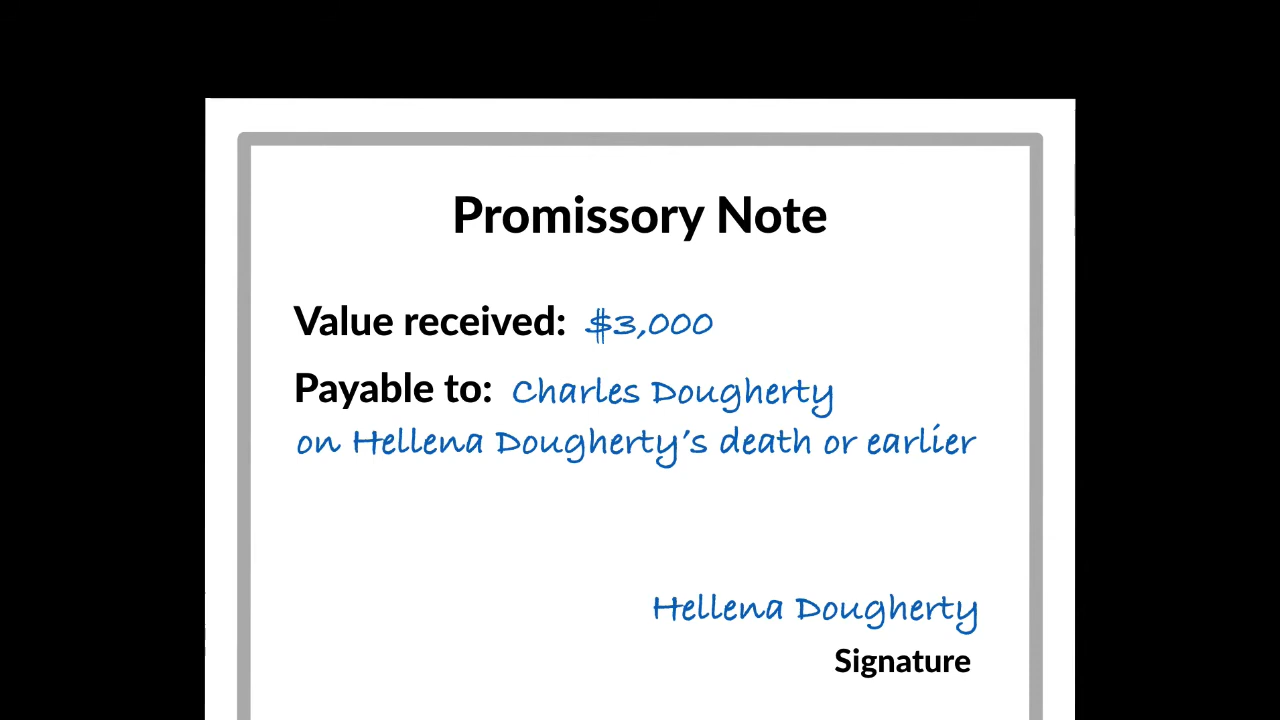 Promissory Note
Value received: $3,000
Payable to: Charles Dougherty
on Hellena Dougherty's death or earlier
Hellena Dougherty
Signature